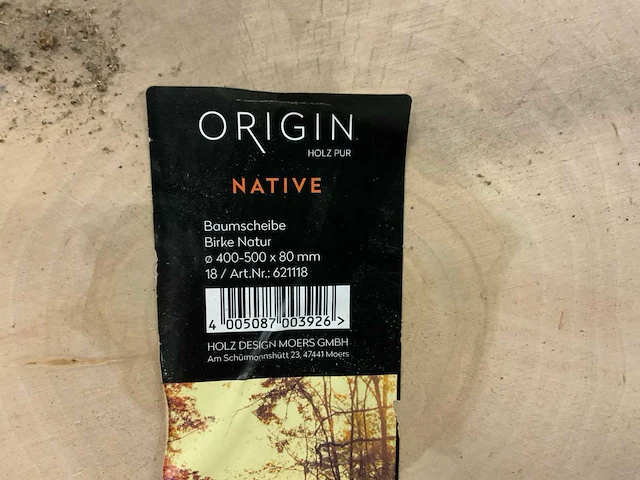 ORIGIN
HOLZ PUR
NATIVE
Baumscheibe
Birke Natur
ø 400-500 x 80 mm
18 / Art.Nr.: 621118
4 005087 003926 >
HOLZ DESIGN MOERS GMBH
Am Schürmannshütt 23, 47441 Moers